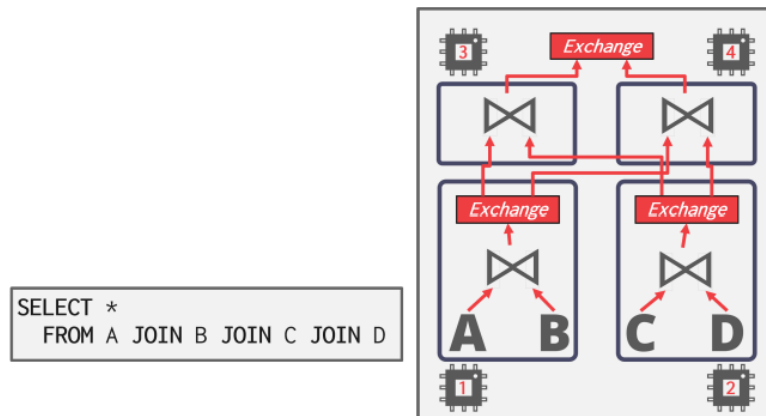 SELECT *
FROM A JOIN B JOIN C JOIN D
3
Exchange
4
Exchange
Exchange
A
B
C
D
1
2